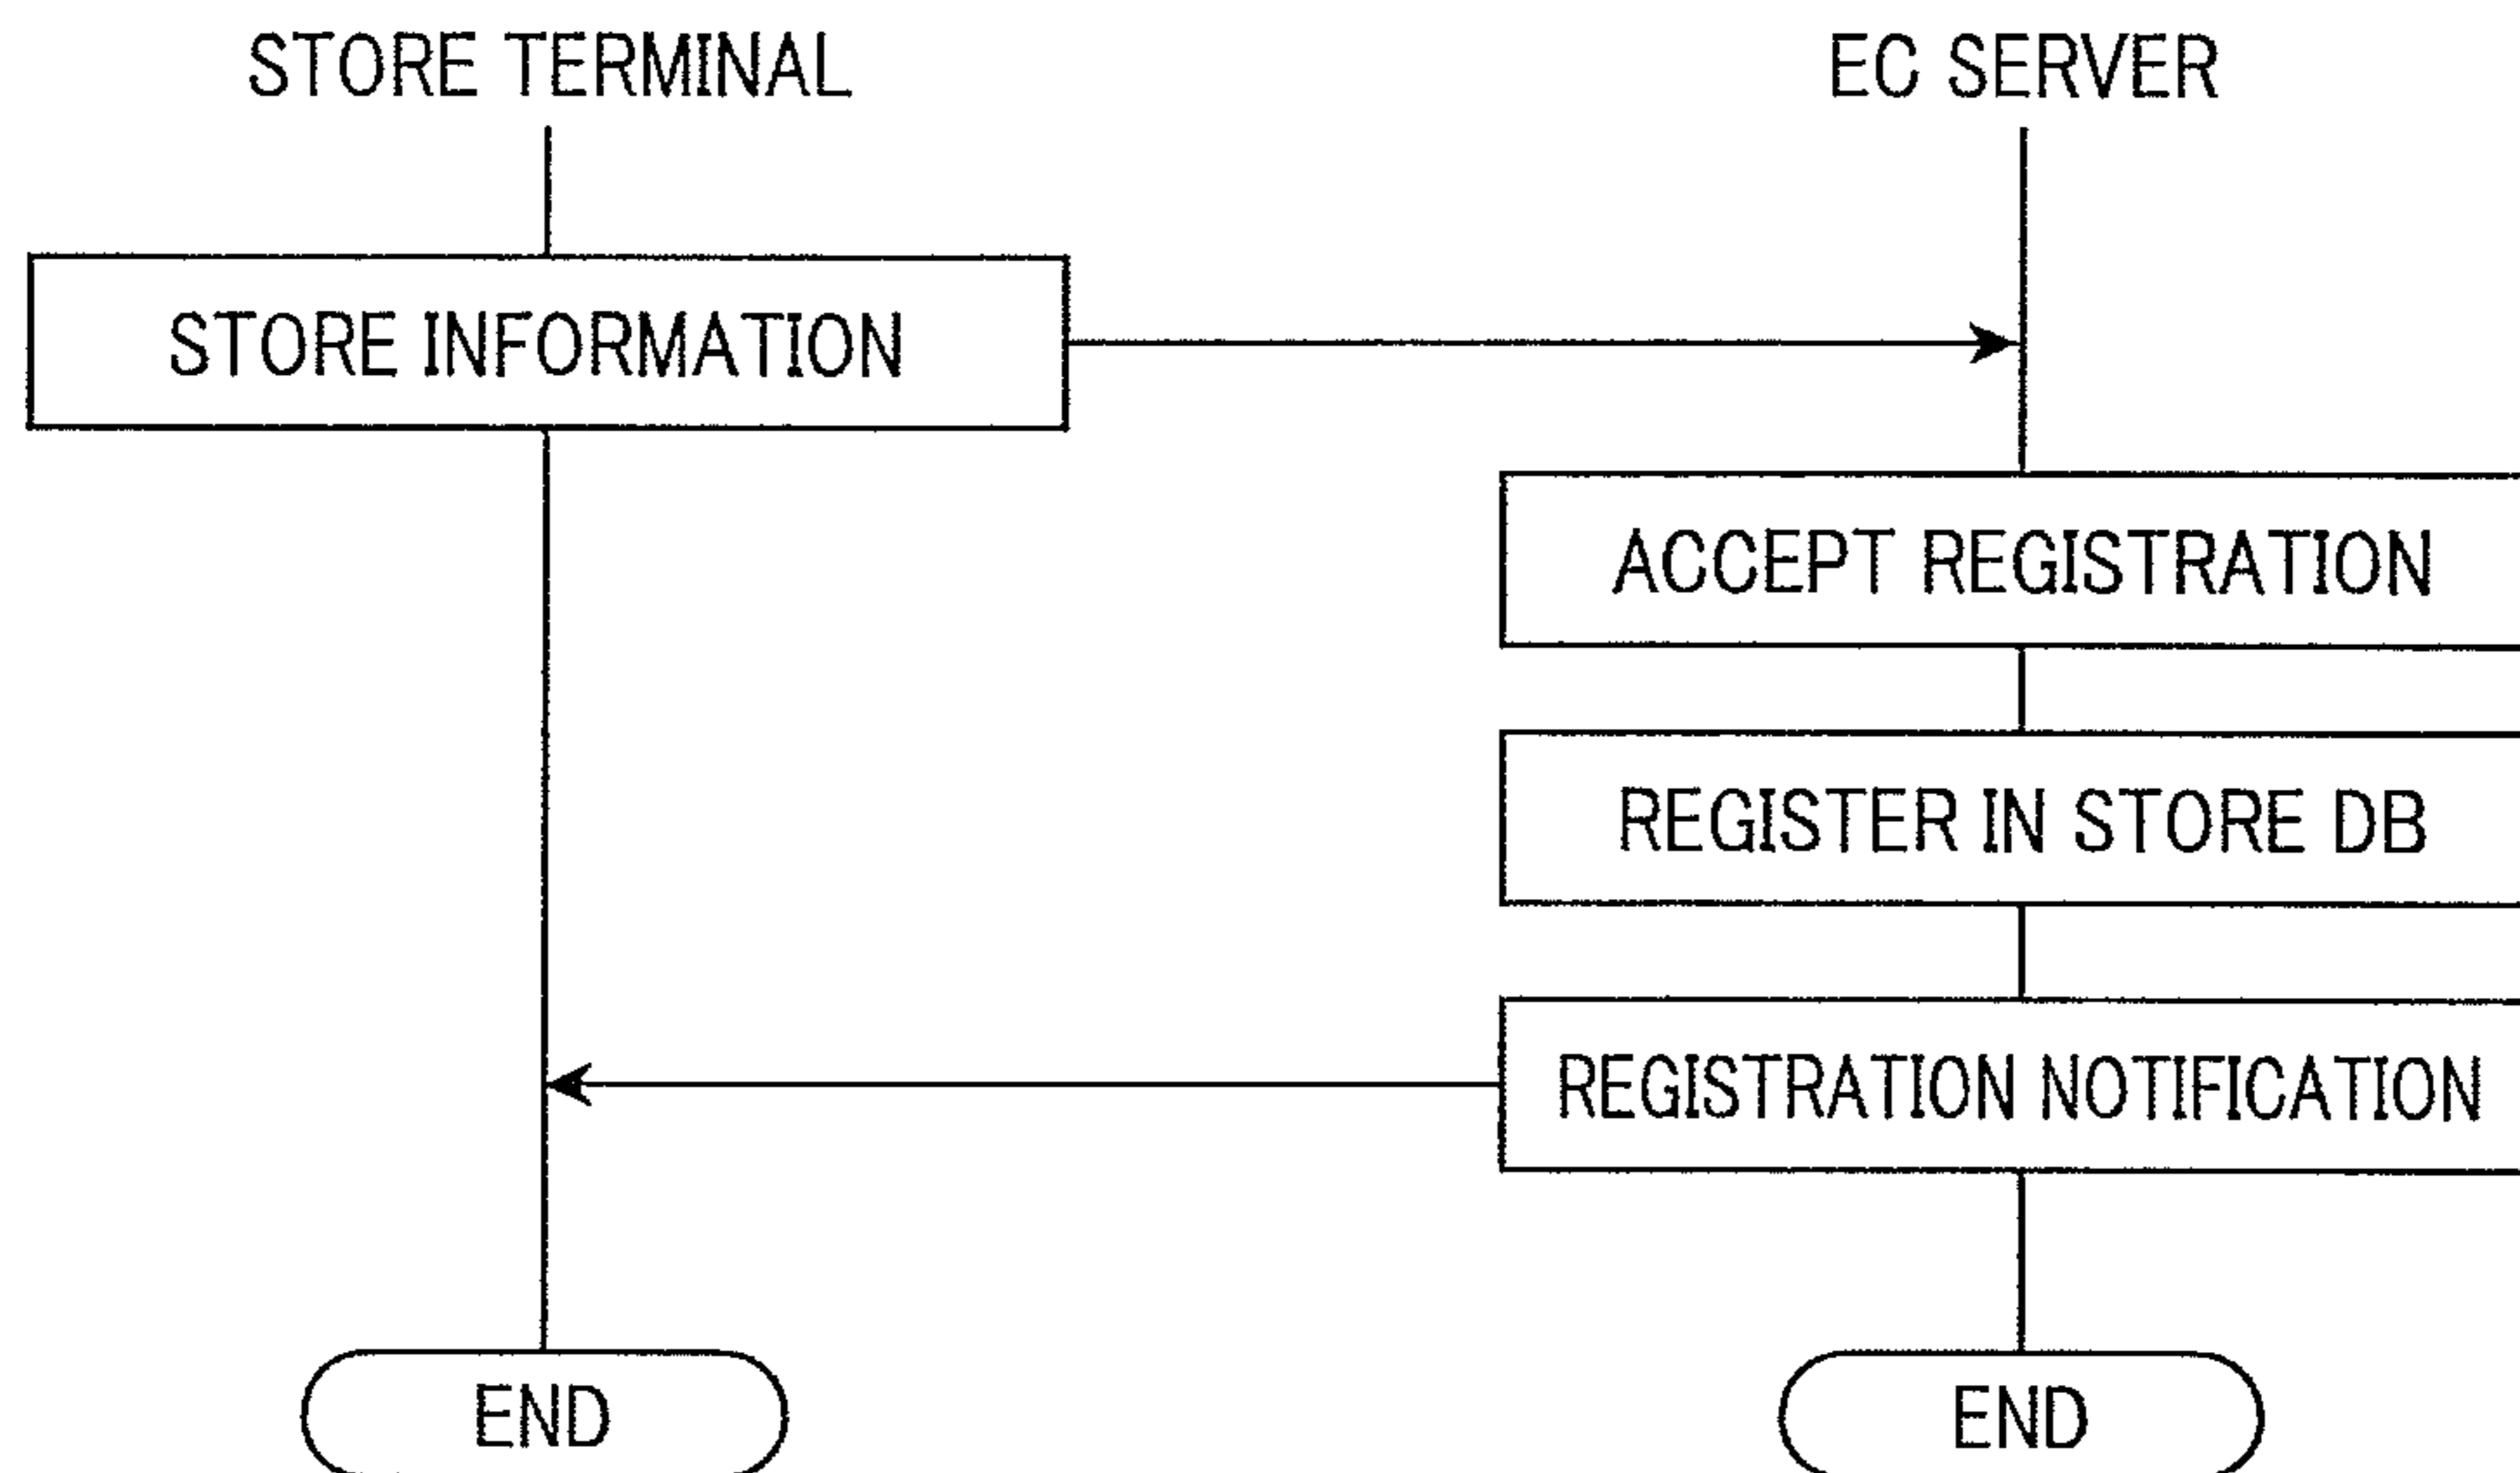 STORE TERMINAL
EC SERVER
STORE INFORMATION
ACCEPT REGISTRATION
REGISTER IN STORE DB
REGISTRATION NOTIFICATION
END
END